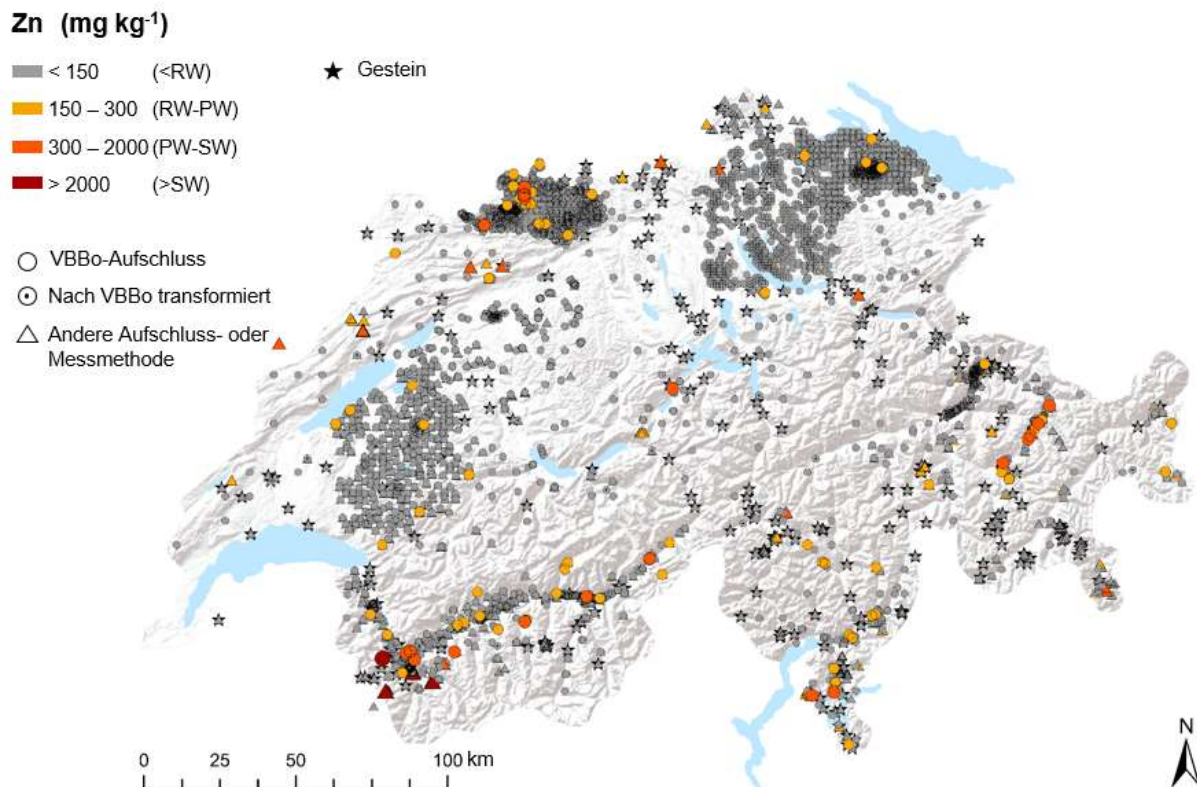 Zn (mg kg-1)
< 150 (<RW)
150 – 300 (RW-PW)
300 – 2000 (PW-SW)
> 2000 (>SW)
Gestein
VBBo-Aufschluss
Nach VBBo transformiert
Andere Aufschluss- oder
Messmethode
0 25 50 100 km
N